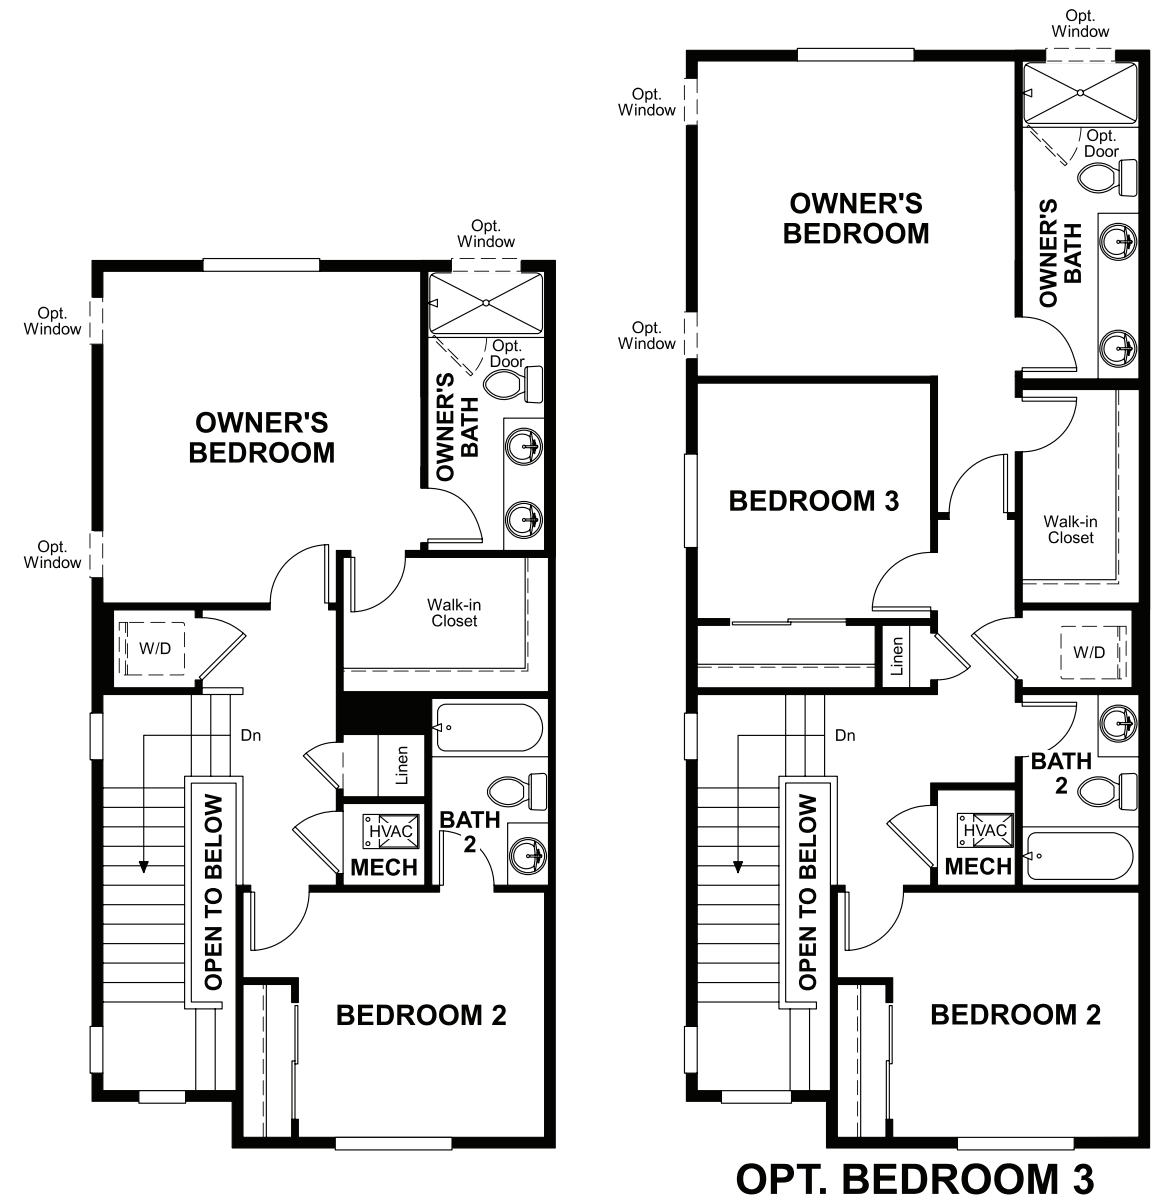 Opt.
Window
Opt.
Window
OWNER'S
BEDROOM
Opt.
Door
OWNER'S
BATH
Opt.
Window
Walk-in
Closet
W/D
Dn
Linen
HVAC
MECH
BATH
2
OPEN TO BELOW
BEDROOM 2
Opt.
Window
Opt.
Window
OWNER'S
BEDROOM
Opt.
Door
OWNER'S
BATH
Opt.
Window
BEDROOM 3
Walk-in
Closet
Linen
W/D
Dn
BATH
2
HVAC
MECH
OPEN TO BELOW
BEDROOM 2
OPT. BEDROOM 3